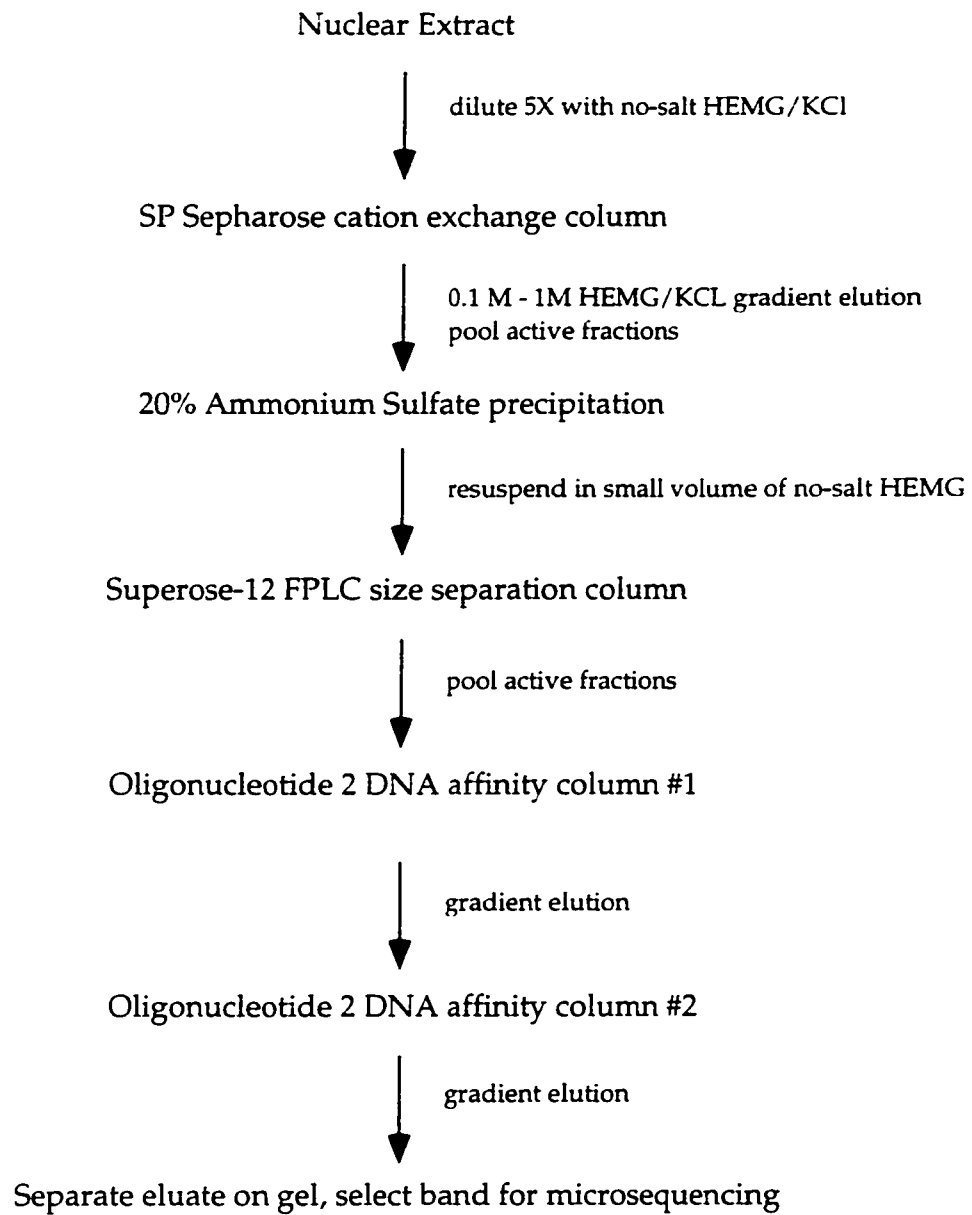 Nuclear Extract
dilute 5X with no-salt HEMG/KCl
SP Sepharose cation exchange column
0.1 M - 1M HEMG/KCL gradient elution
pool active fractions
20% Ammonium Sulfate precipitation
resuspend in small volume of no-salt HEMG
Superose-12 FPLC size separation column
pool active fractions
Oligonucleotide 2 DNA affinity column #1
gradient elution
Oligonucleotide 2 DNA affinity column #2
gradient elution
Separate eluate on gel, select band for microsequencing